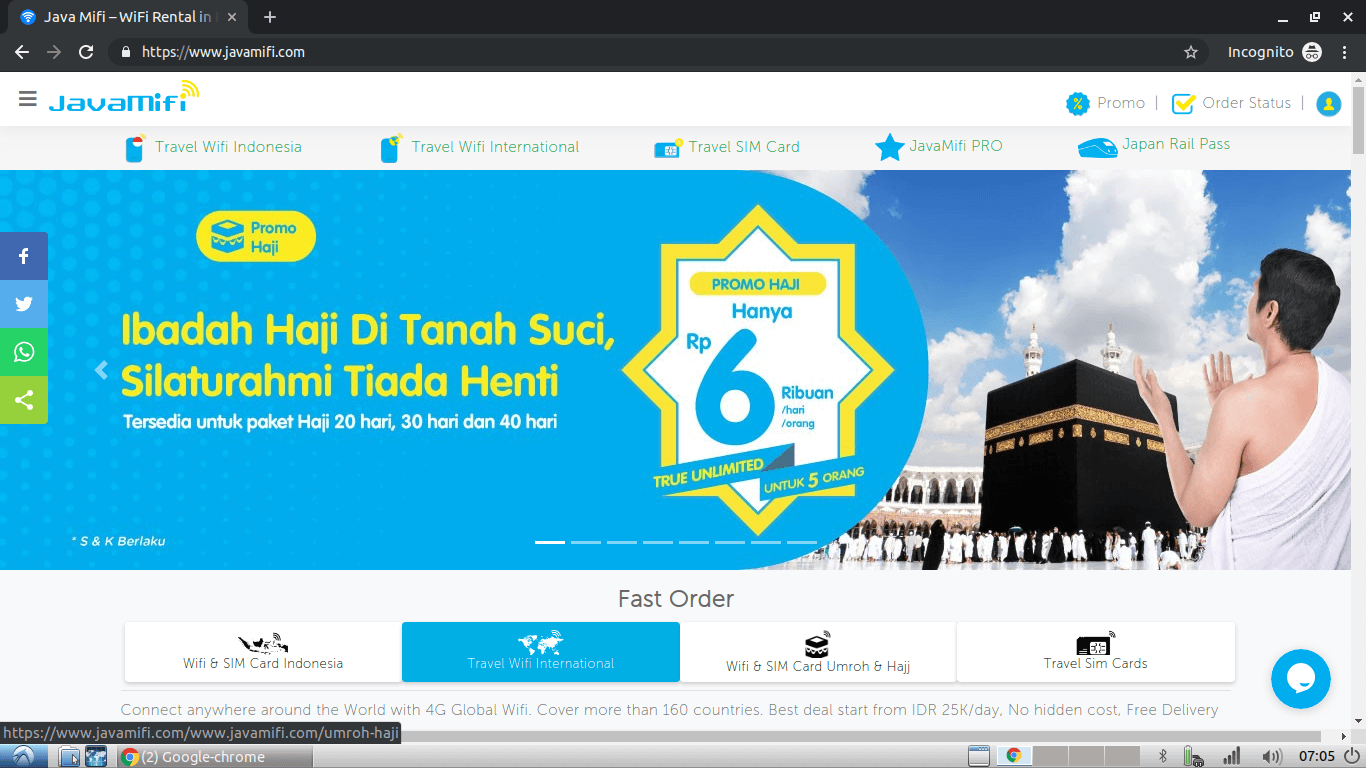 Java Mifi – WiFi Rental in
https://www.javamifi.com
Incognito
JavaMifi
Promo | Order Status |
Travel Wifi Indonesia
Travel Wifi International
Travel SIM Card
JavaMifi PRO
Japan Rail Pass
Promo
Haji
Ibadah Haji Di Tanah Suci,
Silaturahmi Tiada Henti
Tersedia untuk paket Haji 20 hari, 30 hari dan 40 hari
* S & K Berlaku
PROMO HAJI
Hanya
Rp 6 Ribuan
/hari
/orang
TRUE UNLIMITED
UNTUK 5 ORANG
Fast Order
Wifi & SIM Card Indonesia
Travel Wifi International
Wifi & SIM Card Umroh & Hajj
Travel Sim Cards
Connect anywhere around the World with 4G Global Wifi. Cover more than 160 countries. Best deal start from IDR 25K/day, No hidden cost, Free Delivery
https://www.javamifi.com/www.javamifi.com/umroh-haji
(2) Google-chrome
07:05